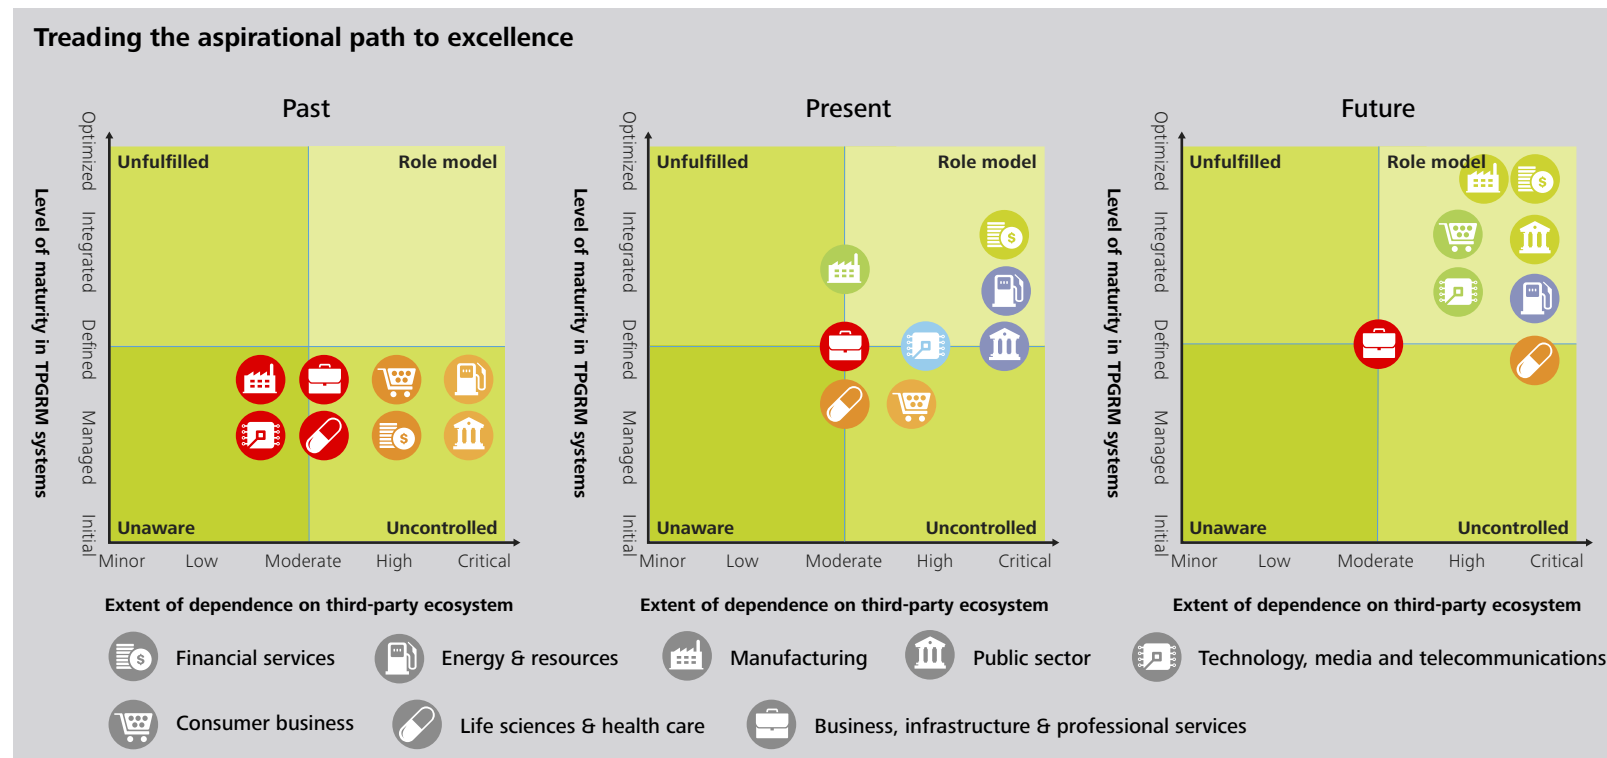 Treading the aspirational path to excellence
Past
Level of maturity in TPGRM systems
Optimized
Integrated
Defined
Managed
Initial
Unfulfilled
Role model
Unaware
Uncontrolled
Minor
Low
Moderate
High
Critical
Extent of dependence on third-party ecosystem
Present
Level of maturity in TPGRM systems
Optimized
Integrated
Defined
Managed
Initial
Unfulfilled
Role model
$
Unaware
Uncontrolled
Minor
Low
Moderate
High
Critical
Extent of dependence on third-party ecosystem
Future
Level of maturity in TPGRM systems
Optimized
Integrated
Defined
Managed
Initial
Unfulfilled
Role model
$
Unaware
Uncontrolled
Minor
Low
Moderate
High
Critical
Extent of dependence on third-party ecosystem
Financial services
Energy & resources
Manufacturing
Public sector
Technology, media and telecommunications
Consumer business
Life sciences & health care
Business, infrastructure & professional services